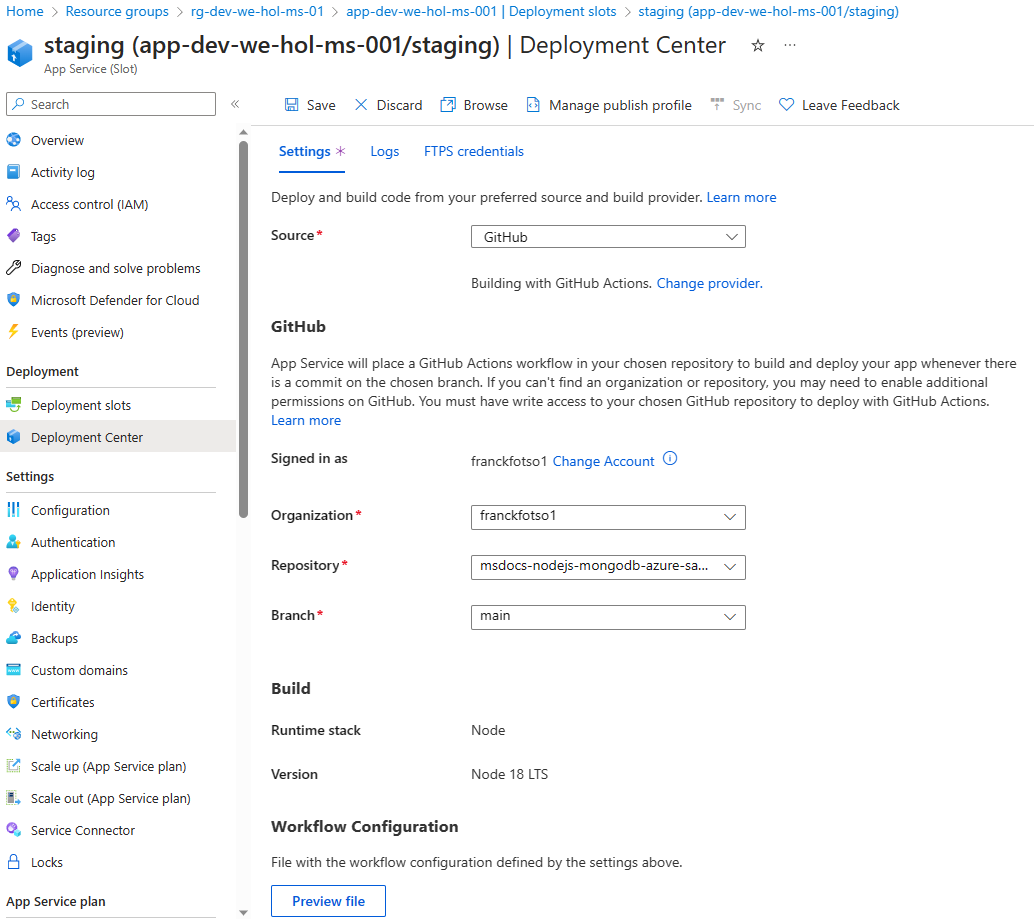 Home > Resource groups > rg-dev-we-hol-ms-01 > app-dev-we-hol-ms-001 | Deployment slots > staging (app-dev-we-hol-ms-001/staging)
staging (app-dev-we-hol-ms-001/staging) | Deployment Center ☆ ...
App Service (Slot)
Search «
Save Discard Browse Manage publish profile Sync Leave Feedback
Overview
Activity log
Access control (IAM)
Tags
Diagnose and solve problems
Microsoft Defender for Cloud
Events (preview)
Deployment
Deployment slots
Deployment Center
Settings
Configuration
Authentication
Application Insights
Identity
Backups
Custom domains
Certificates
Networking
Scale up (App Service plan)
Scale out (App Service plan)
Service Connector
Locks
App Service plan
Settings * Logs FTPS credentials
Deploy and build code from your preferred source and build provider. Learn more
Source* GitHub
Building with GitHub Actions. Change provider.
GitHub
App Service will place a GitHub Actions workflow in your chosen repository to build and deploy your app whenever there
is a commit on the chosen branch. If you can't find an organization or repository, you may need to enable additional
permissions on GitHub. You must have write access to your chosen GitHub repository to deploy with GitHub Actions.
Learn more
Signed in as franckfotso1 Change Account
Organization* franckfotso1
Repository* msdocs-nodejs-mongodb-azure-sa...
Branch* main
Build
Runtime stack Node
Version Node 18 LTS
Workflow Configuration
File with the workflow configuration defined by the settings above.
Preview file